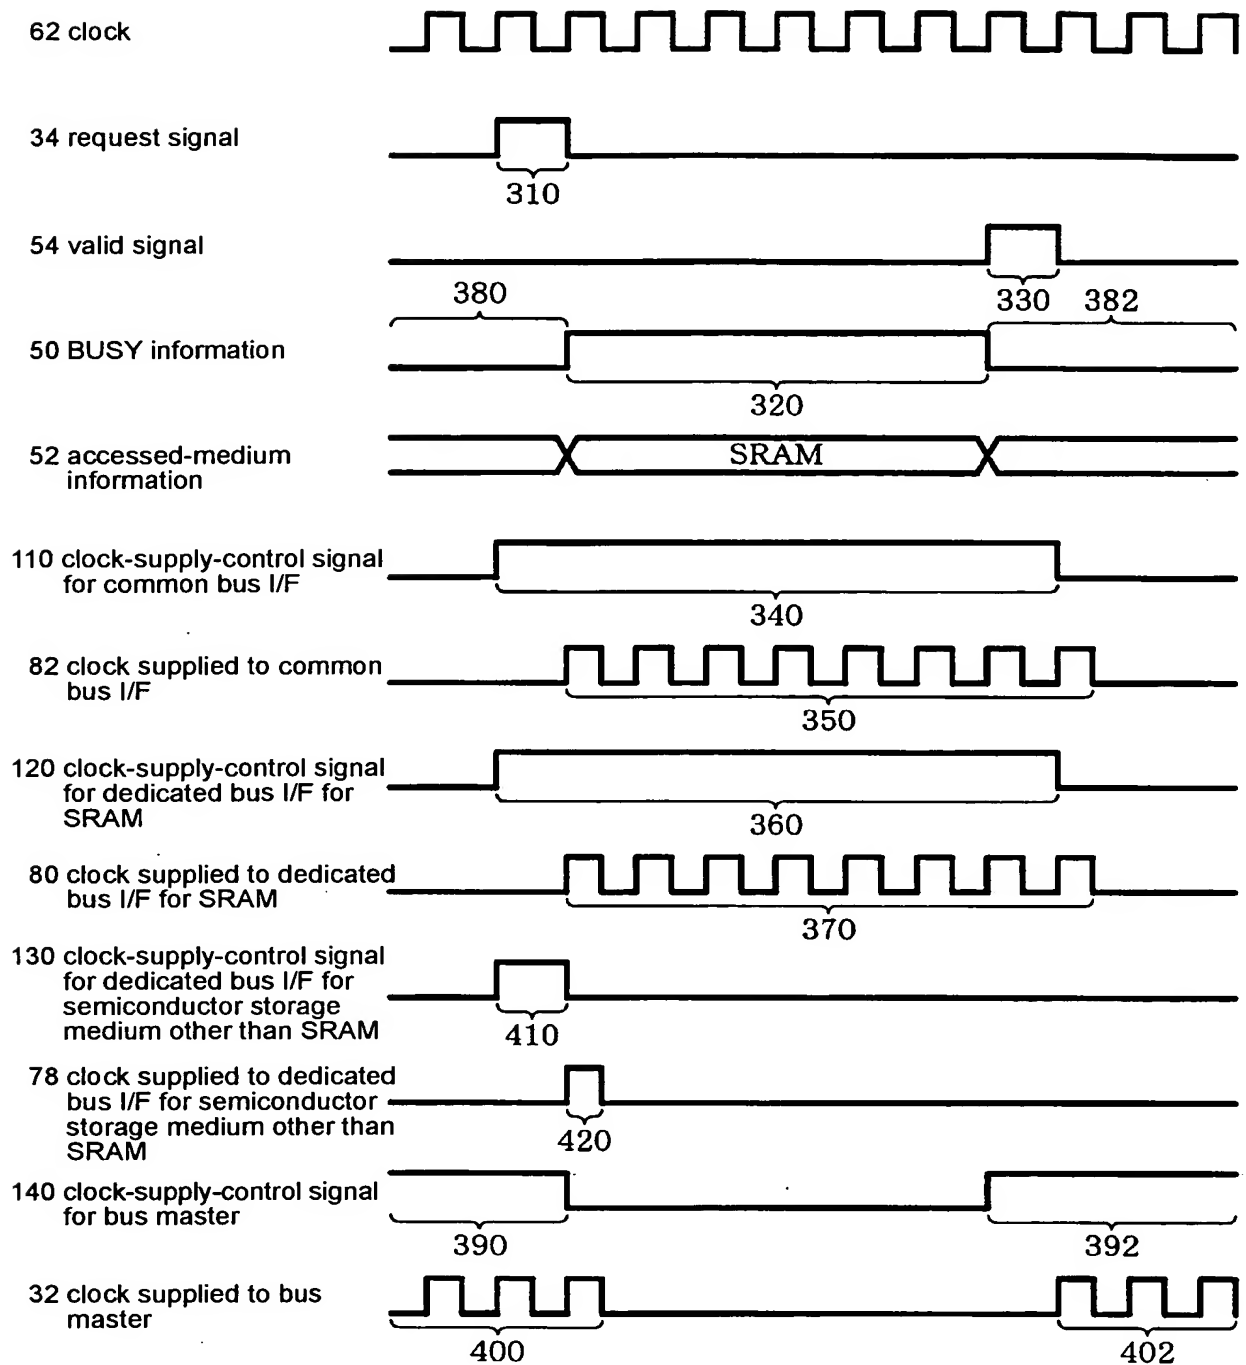 62 clock
34 request signal
310
54 valid signal
380
330
382
50 BUSY information
320
52 accessed-medium
information
SRAM
110 clock-supply-control signal
for common bus I/F
340
82 clock supplied to common
bus I/F
350
120 clock-supply-control signal
for dedicated bus I/F for
SRAM
360
80 clock supplied to dedicated
bus I/F for SRAM
370
130 clock-supply-control signal
for dedicated bus I/F for
semiconductor storage
medium other than SRAM
410
78 clock supplied to dedicated
bus I/F for semiconductor
storage medium other than
SRAM
420
140 clock-supply-control signal
for bus master
390
392
32 clock supplied to bus
master
400
402